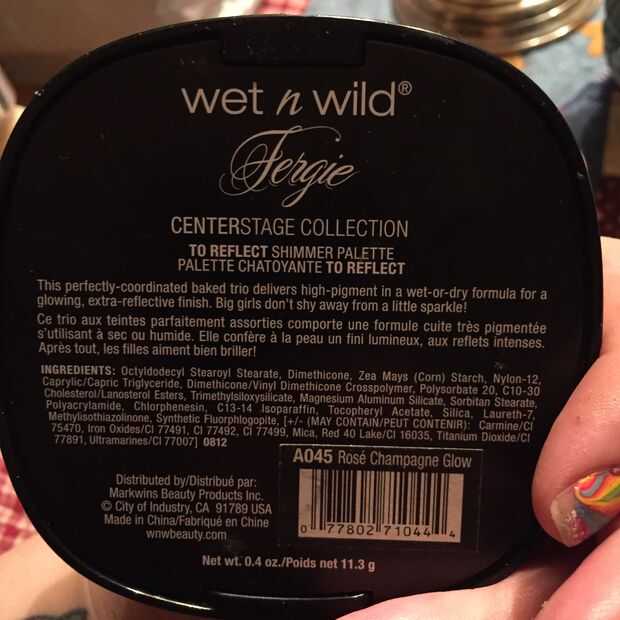 wet n wild®
Fergie
CENTERSTAGE COLLECTION
TO REFLECT SHIMMER PALETTE
PALETTE CHATOYANTE TO REFLECT
This perfectly-coordinated baked trio delivers high-pigment in a wet-or-dry formula for a
glowing, extra-reflective finish. Big girls don't shy away from a little sparkle!
Ce trio aux teintes parfaitement assorties comporte une formule cuite très pigmentée
s'utilisant à sec ou humide. Elle confère à la peau un fini lumineux, aux reflets intenses.
Après tout, les filles aiment bien briller!
INGREDIENTS: Octyldodecyl Stearoyl Stearate, Dimethicone, Zea Mays (Corn) Starch, Nylon-12,
Caprylic/Capric Triglyceride, Dimethicone/Vinyl Dimethicone Crosspolymer, Polysorbate 20, C10-30
Cholesterol/Lanosterol Esters, Trimethylsiloxysilicate, Magnesium Aluminum Silicate, Sorbitan Stearate,
Polyacrylamide, Chlorphenesin, C13-14 Isoparaffin, Tocopheryl Acetate, Silica, Laureth-7,
Methylisothiazolinone, Synthetic Fluorphlogopite, [+/- (MAY CONTAIN/PEUT CONTENIR): Carmine/CI
75470, Iron Oxides/CI 77491, CI 77492, CI 77499, Mica, Red 40 Lake/CI 16035, Titanium Dioxide/CI
77891, Ultramarines/CI 77007] 0812
A045 Rosé Champagne Glow
0 77802 71044 4
Distributed by/Distribué par:
Markwins Beauty Products Inc.
© City of Industry, CA 91789 USA
Made in China/Fabriqué en Chine
wnwbeauty.com
Net wt. 0.4 oz./Poids net 11.3 g